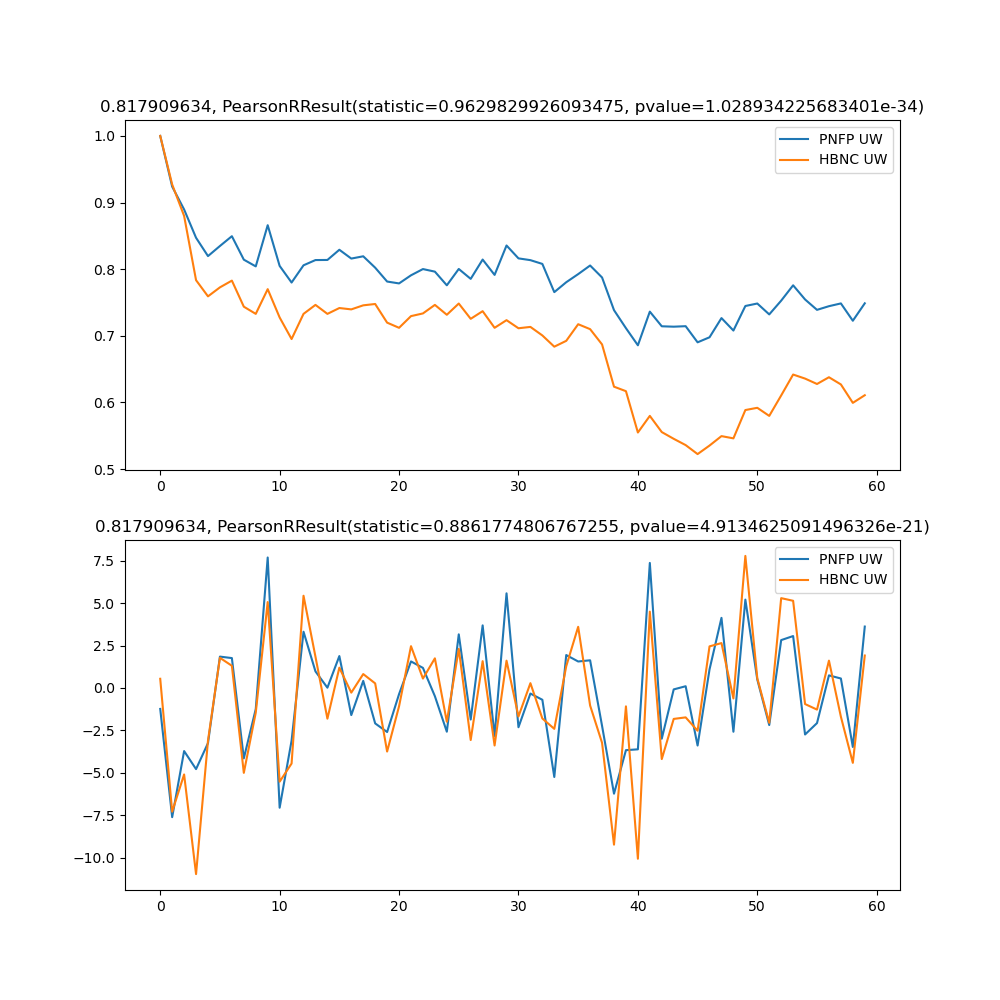 0.817909634, PearsonRResult(statistic=0.9629829926093475, pvalue=1.028934225683401e-34)
1.0
0.9
0.8
0.7
0.6
0.5
PNFP UW
HBNC UW
0 10 20 30 40 50 60
0.817909634, PearsonRResult(statistic=0.8861774806767255, pvalue=4.9134625091496326e-21)
7.5
5.0
2.5
0.0
−2.5
−5.0
−7.5
−10.0
PNFP UW
HBNC UW
0 10 20 30 40 50 60